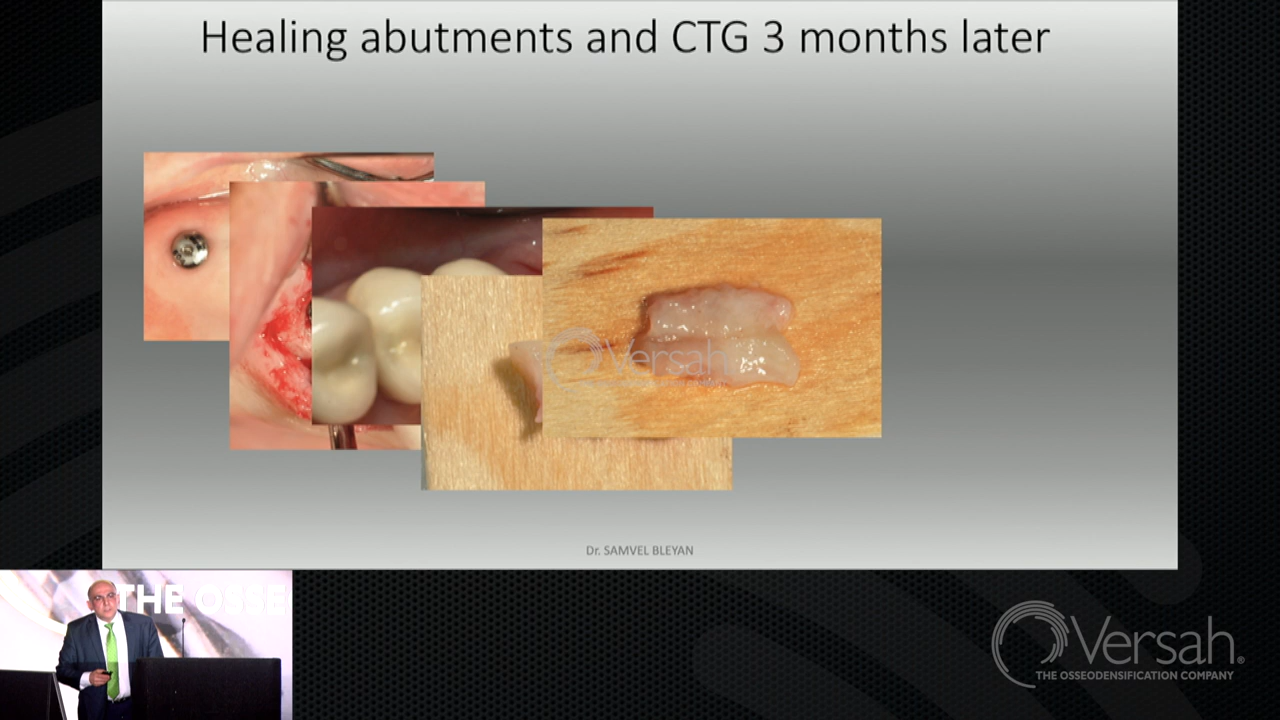 Healing abutments and CTG 3 months later
Versah
Dr. SAMVEL BLEYAN
THE OSSE
Versah®
THE OSSEODENSIFICATION COMPANY